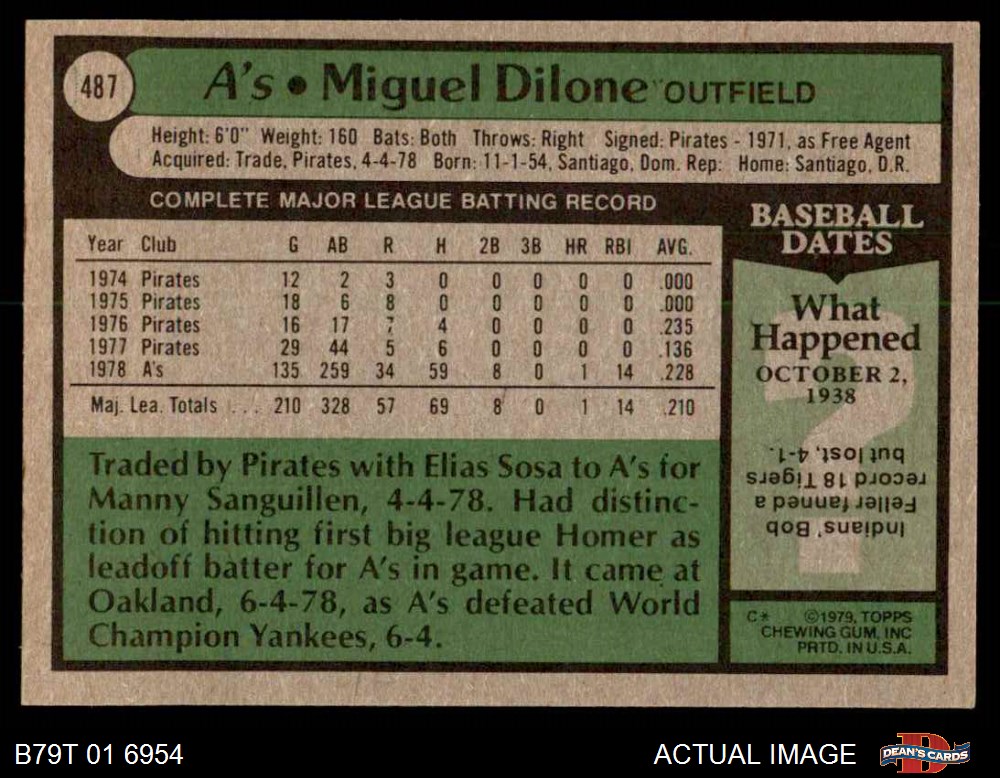 487
A's • Miguel Dilone OUTFIELD
Height: 6'0" Weight: 160 Bats: Both Throws: Right Signed: Pirates - 1971, as Free Agent
Acquired: Trade, Pirates, 4-4-78 Born: 11-1-54, Santiago, Dom. Rep. Home: Santiago, D.R.
COMPLETE MAJOR LEAGUE BATTING RECORD
Year Club G AB R H 2B 3B HR RBI AVG.
1974 Pirates 12 2 3 0 0 0 0 0 .000
1975 Pirates 18 6 8 0 0 0 0 0 .000
1976 Pirates 16 17 7 4 0 0 0 0 .235
1977 Pirates 29 44 5 6 0 0 0 0 .136
1978 A's 135 259 34 59 8 0 1 14 .228
Maj. Lea. Totals ... 210 328 57 69 8 0 1 14 .210
Traded by Pirates with Elias Sosa to A's for
Manny Sanguillen, 4-4-78. Had distinc-
tion of hitting first big league Homer as
leadoff batter for A's in game. It came at
Oakland, 6-4-78, as A's defeated World
Champion Yankees, 6-4.
BASEBALL
DATES
What
Happened
OCTOBER 2,
1938
?
Indians' Bob
Feller fanned a
record 18 Tigers
but lost, 4-1.
C* ©1979, TOPPS
CHEWING GUM, INC
PRTD. IN U.S.A.
B79T 01 6954
ACTUAL IMAGE
D
DEAN'S CARDS